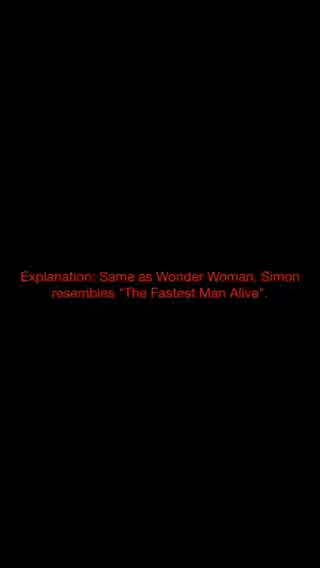 Explanation: Same as Wonder Woman, Simon
resembles "The Fastest Man Alive".